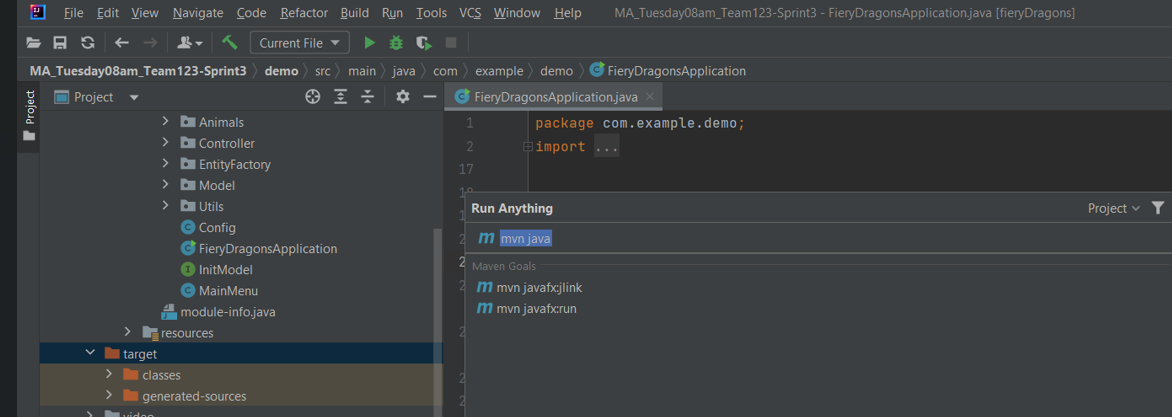 File Edit View Navigate Code Refactor Build Run Tools VCS Window Help MA_Tuesday08am_Team123-Sprint3 - FieryDragonsApplication.java [fieryDragons]
Current File
MA_Tuesday08am_Team123-Sprint3 demo src main java com example demo FieryDragonsApplication
Project
Project
FieryDragonsApplication.java
Animals
Controller
EntityFactory
Model
Utils
Config
FieryDragonsApplication
InitModel
MainMenu
module-info.java
resources
target
classes
generated-sources
video
1 package com.example.demo;
2 import ...
17
Run Anything Project
mvn java
Maven Goals
mvn javafx:jlink
mvn javafx:run